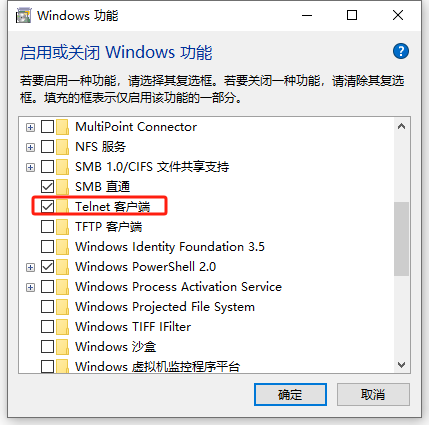 Windows 功能
启用或关闭 Windows 功能
若要启用一种功能，请选择其复选框。若要关闭一种功能，请清除其复选
框。填充的框表示仅启用该功能的一部分。
MultiPoint Connector
NFS 服务
SMB 1.0/CIFS 文件共享支持
SMB 直通
Telnet 客户端
TFTP 客户端
Windows Identity Foundation 3.5
Windows PowerShell 2.0
Windows Process Activation Service
Windows Projected File System
Windows TIFF IFilter
Windows 沙盒
Windows 虚拟机监控程序平台
确定
取消